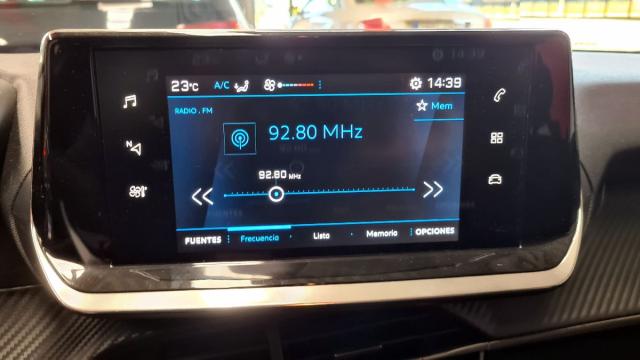 23°C A/C 14:39
RADIO . FM
Mem
92.80 MHz
92.80 MHz
N
FUENTES Frecuencia Lista Memoria OPCIONES